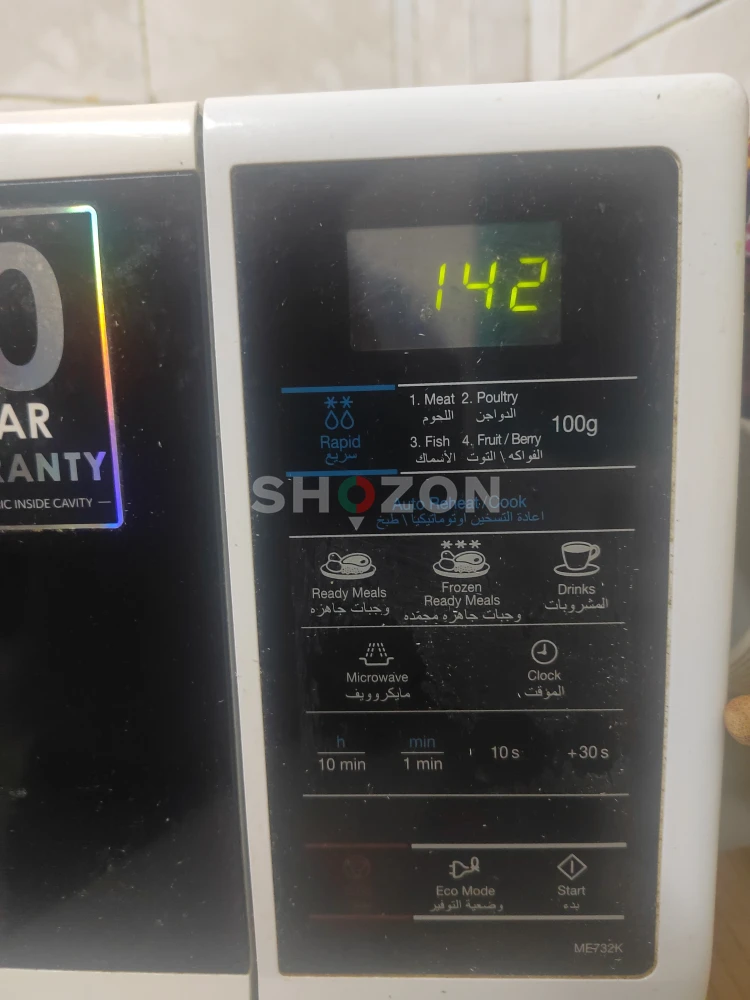 142
0
AR
RANTY
IC INSIDE CAVITY
1. Meat 2. Poultry
اللحوم الدواجن
100g
3. Fish 4. Fruit / Berry
الأسماك الفواكه \ التوت
Rapid
سريع
SHOZON
Auto Reheat / Cook
اعادة التسخين اوتوماتيكيا \ طبخ
Ready Meals
وجبات جاهزه
Frozen
Ready Meals
وجبات جاهزه مجمده
Drinks
المشروبات
Microwave
مايكروويف
Clock
المؤقت
h
10 min
min
1 min
10 s
+30 s
Eco Mode
وضعية التوفير
Start
بدء
ME732K